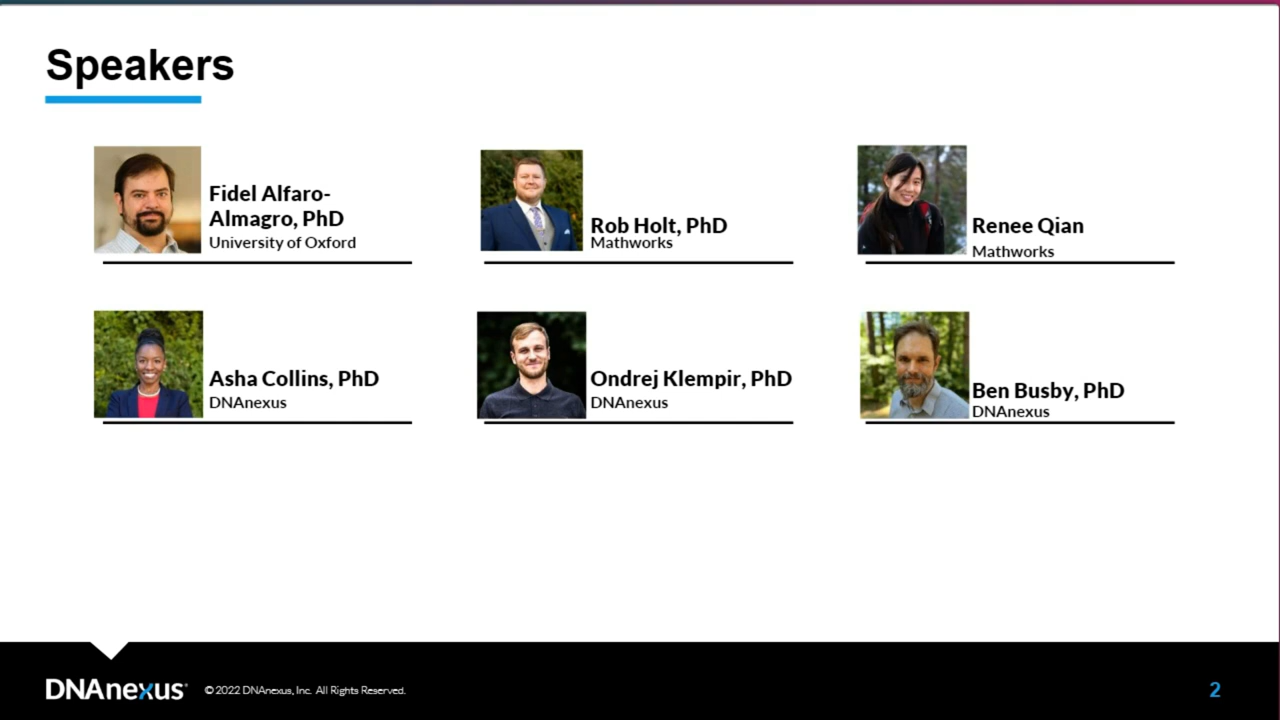 Speakers
Fidel Alfaro-
Almagro, PhD
University of Oxford
Rob Holt, PhD
Mathworks
Renee Qian
Mathworks
Asha Collins, PhD
DNAnexus
Ondrej Klempir, PhD
DNAnexus
Ben Busby, PhD
DNAnexus
DNAnexus® © 2022 DNAnexus, Inc. All Rights Reserved. 2